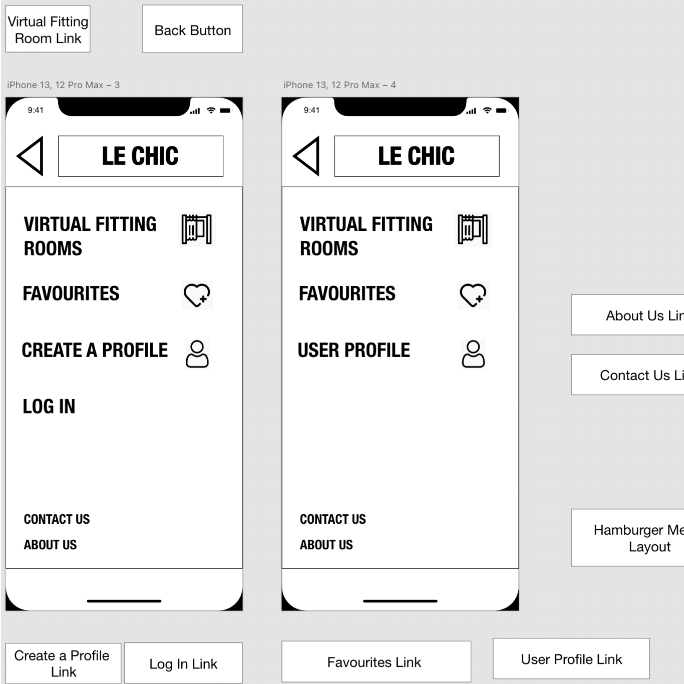 Virtual Fitting
Room Link
Back Button
iPhone 13, 12 Pro Max – 3
9:41
LE CHIC
VIRTUAL FITTING
ROOMS
FAVOURITES
CREATE A PROFILE
LOG IN
CONTACT US
ABOUT US
iPhone 13, 12 Pro Max – 4
9:41
LE CHIC
VIRTUAL FITTING
ROOMS
FAVOURITES
USER PROFILE
CONTACT US
ABOUT US
About Us
Contact Us
Hamburger
Layout
Create a Profile
Link
Log In Link
Favourites Link
User Profile Link